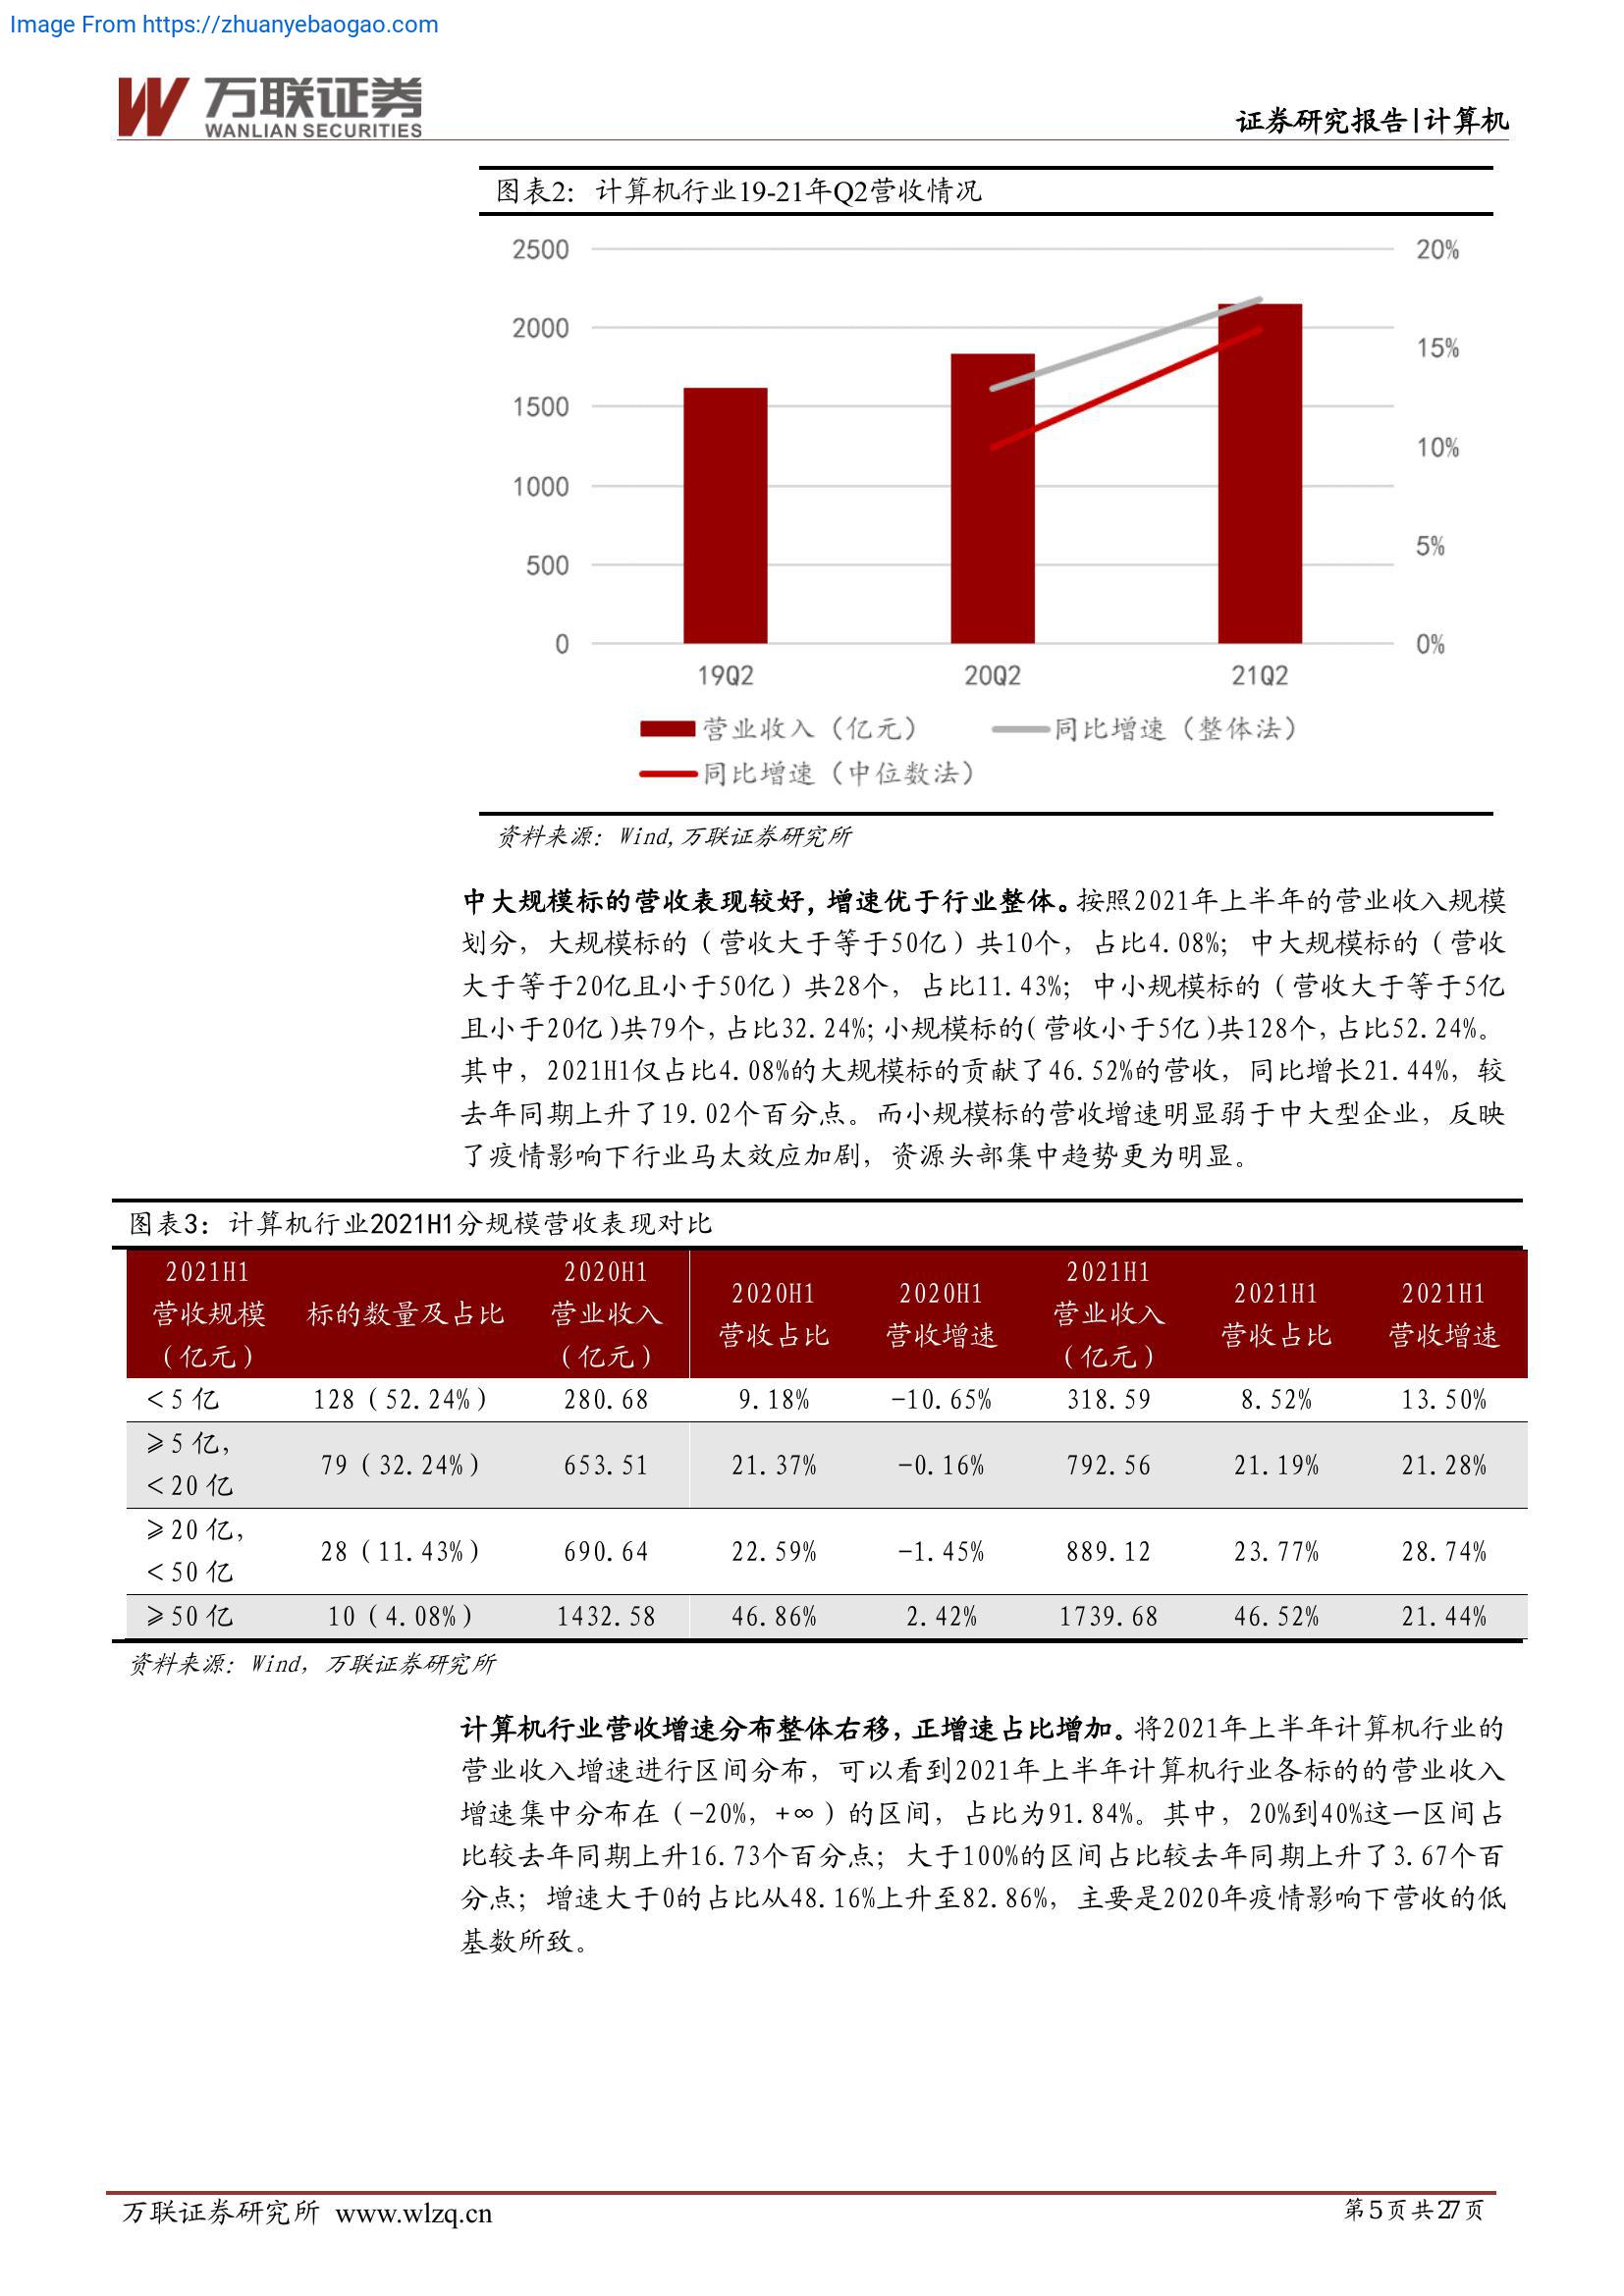 Image From https://zhuanyebaogao.com
万联证券
WANLIAN SECURITIES
证券研究报告|计算机
图表2：计算机行业19-21年Q2营收情况
2500 20%
2000
15%
1500
10%
1000
5%
500
0 0%
19Q2 20Q2 21Q2
营业收入（亿元） 同比增速（整体法）
同比增速（中位数法）
资料来源：Wind,万联证券研究所
中大规模标的营收表现较好，增速优于行业整体。按照2021年上半年的营业收入规模
划分，大规模标的（营收大于等于50亿）共10个，占比4.08%；中大规模标的（营收
大于等于20亿且小于50亿）共28个，占比11.43%；中小规模标的（营收大于等于5亿
且小于20亿)共79个，占比32.24%；小规模标的(营收小于5亿)共128个，占比52.24%。
其中，2021H1仅占比4.08%的大规模标的贡献了46.52%的营收，同比增长21.44%，较
去年同期上升了19.02个百分点。而小规模标的营收增速明显弱于中大型企业，反映
了疫情影响下行业马太效应加剧，资源头部集中趋势更为明显。
图表3：计算机行业2021H1分规模营收表现对比
2021H1 营收规模（亿元） 标的数量及占比 2020H1 营业收入（亿元） 2020H1 营收占比 2020H1 营收增速 2021H1 营业收入（亿元） 2021H1 营收占比 2021H1 营收增速
<5 亿 128（52.24%） 280.68 9.18% -10.65% 318.59 8.52% 13.50%
≥5 亿，<20 亿 79（32.24%） 653.51 21.37% -0.16% 792.56 21.19% 21.28%
≥20 亿，<50 亿 28（11.43%） 690.64 22.59% -1.45% 889.12 23.77% 28.74%
≥50 亿 10（4.08%） 1432.58 46.86% 2.42% 1739.68 46.52% 21.44%
资料来源：Wind，万联证券研究所
计算机行业营收增速分布整体右移，正增速占比增加。将2021年上半年计算机行业的
营业收入增速进行区间分布，可以看到2021年上半年计算机行业各标的的营业收入
增速集中分布在（-20%，+∞）的区间，占比为91.84%。其中，20%到40%这一区间占
比较去年同期上升16.73个百分点；大于100%的区间占比较去年同期上升了3.67个百
分点；增速大于0的占比从48.16%上升至82.86%，主要是2020年疫情影响下营收的低
基数所致。
万联证券研究所 www.wlzq.cn
第5页共27页